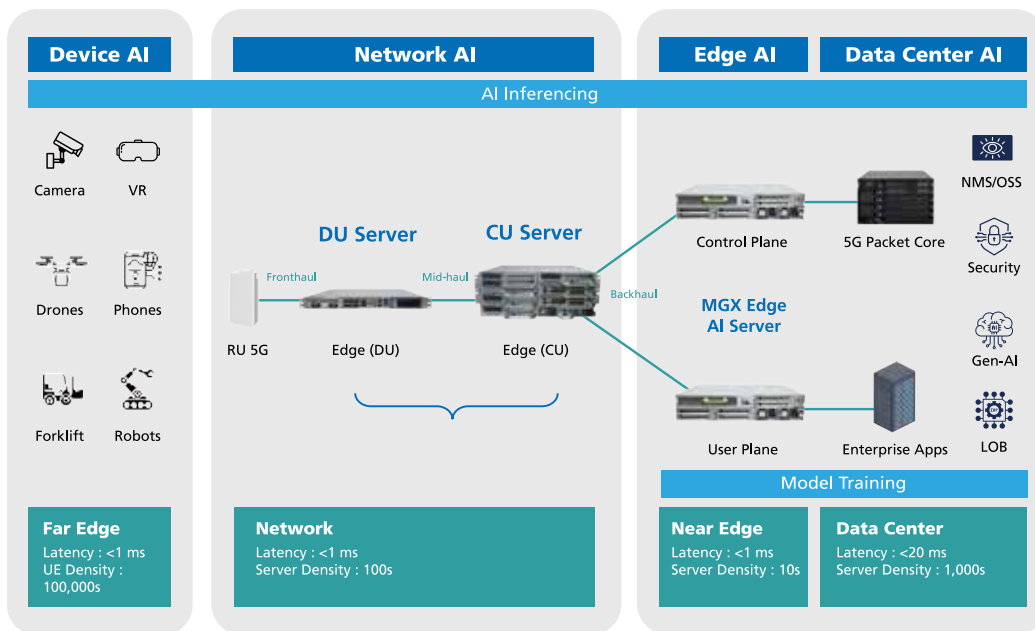 Device AI
Network AI
Edge AI
Data Center AI
AI Inferencing
Camera
VR
Drones
Phones
Forklift
Robots
DU Server
CU Server
Fronthaul
Mid-haul
Backhaul
RU 5G
Edge (DU)
Edge (CU)
Control Plane
5G Packet Core
MGX Edge
AI Server
User Plane
Enterprise Apps
NMS/OSS
Security
AI
Gen-AI
ERP
LOB
Model Training
Far Edge
Latency : <1 ms
UE Density :
100,000s
Network
Latency : <1 ms
Server Density : 100s
Near Edge
Latency : <1 ms
Server Density : 10s
Data Center
Latency : <20 ms
Server Density : 1,000s